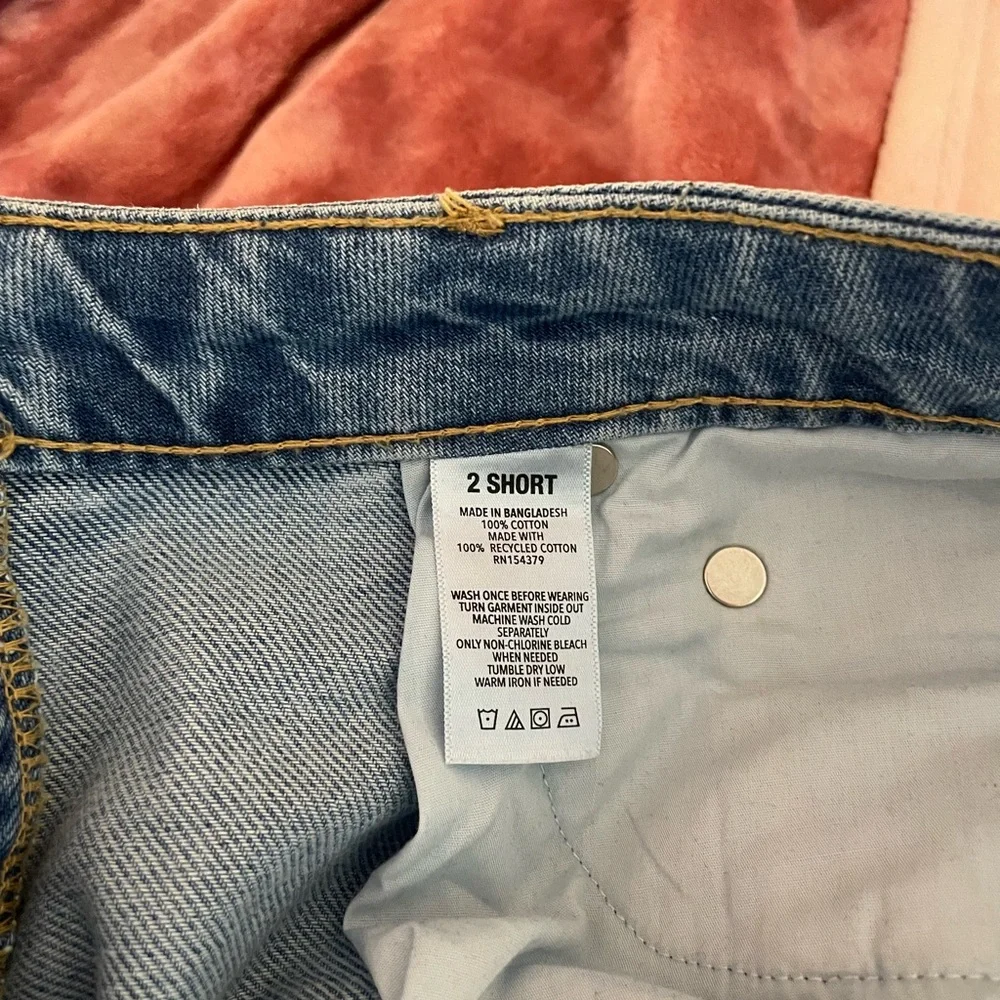 2 SHORT
MADE IN BANGLADESH
100% COTTON
MADE WITH
100% RECYCLED COTTON
RN154379
WASH ONCE BEFORE WEARING
TURN GARMENT INSIDE OUT
MACHINE WASH COLD
SEPARATELY
ONLY NON-CHLORINE BLEACH
WHEN NEEDED
TUMBLE DRY LOW
WARM IRON IF NEEDED